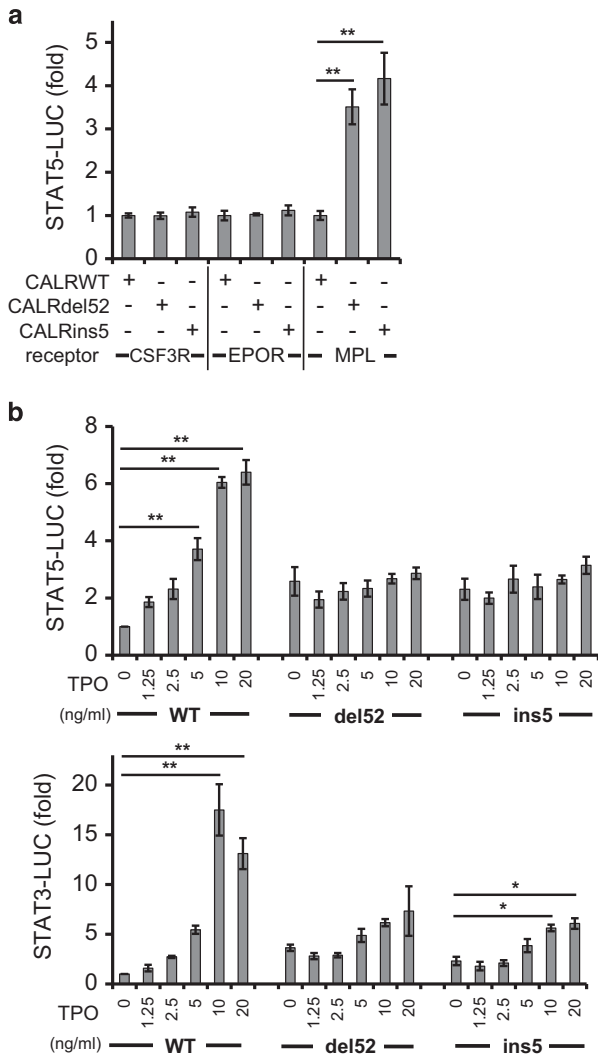 a
STAT5-LUC (fold)
5
4
3
2
1
0
** **
CALRWT + - - + - - + - -
CALRdel52 - + - - + - - + -
CALRins5 - - + - - + - - +
receptor CSF3R EPOR MPL
b
STAT5-LUC (fold)
8
6
4
2
0
** ** **
TPO 0 1.25 2.5 5 10 20 0 1.25 2.5 5 10 20 0 1.25 2.5 5 10 20
(ng/ml) WT del52 ins5
STAT3-LUC (fold)
20
15
10
5
0
** ** * *
TPO 0 1.25 2.5 5 10 20 0 1.25 2.5 5 10 20 0 1.25 2.5 5 10 20
(ng/ml) WT del52 ins5